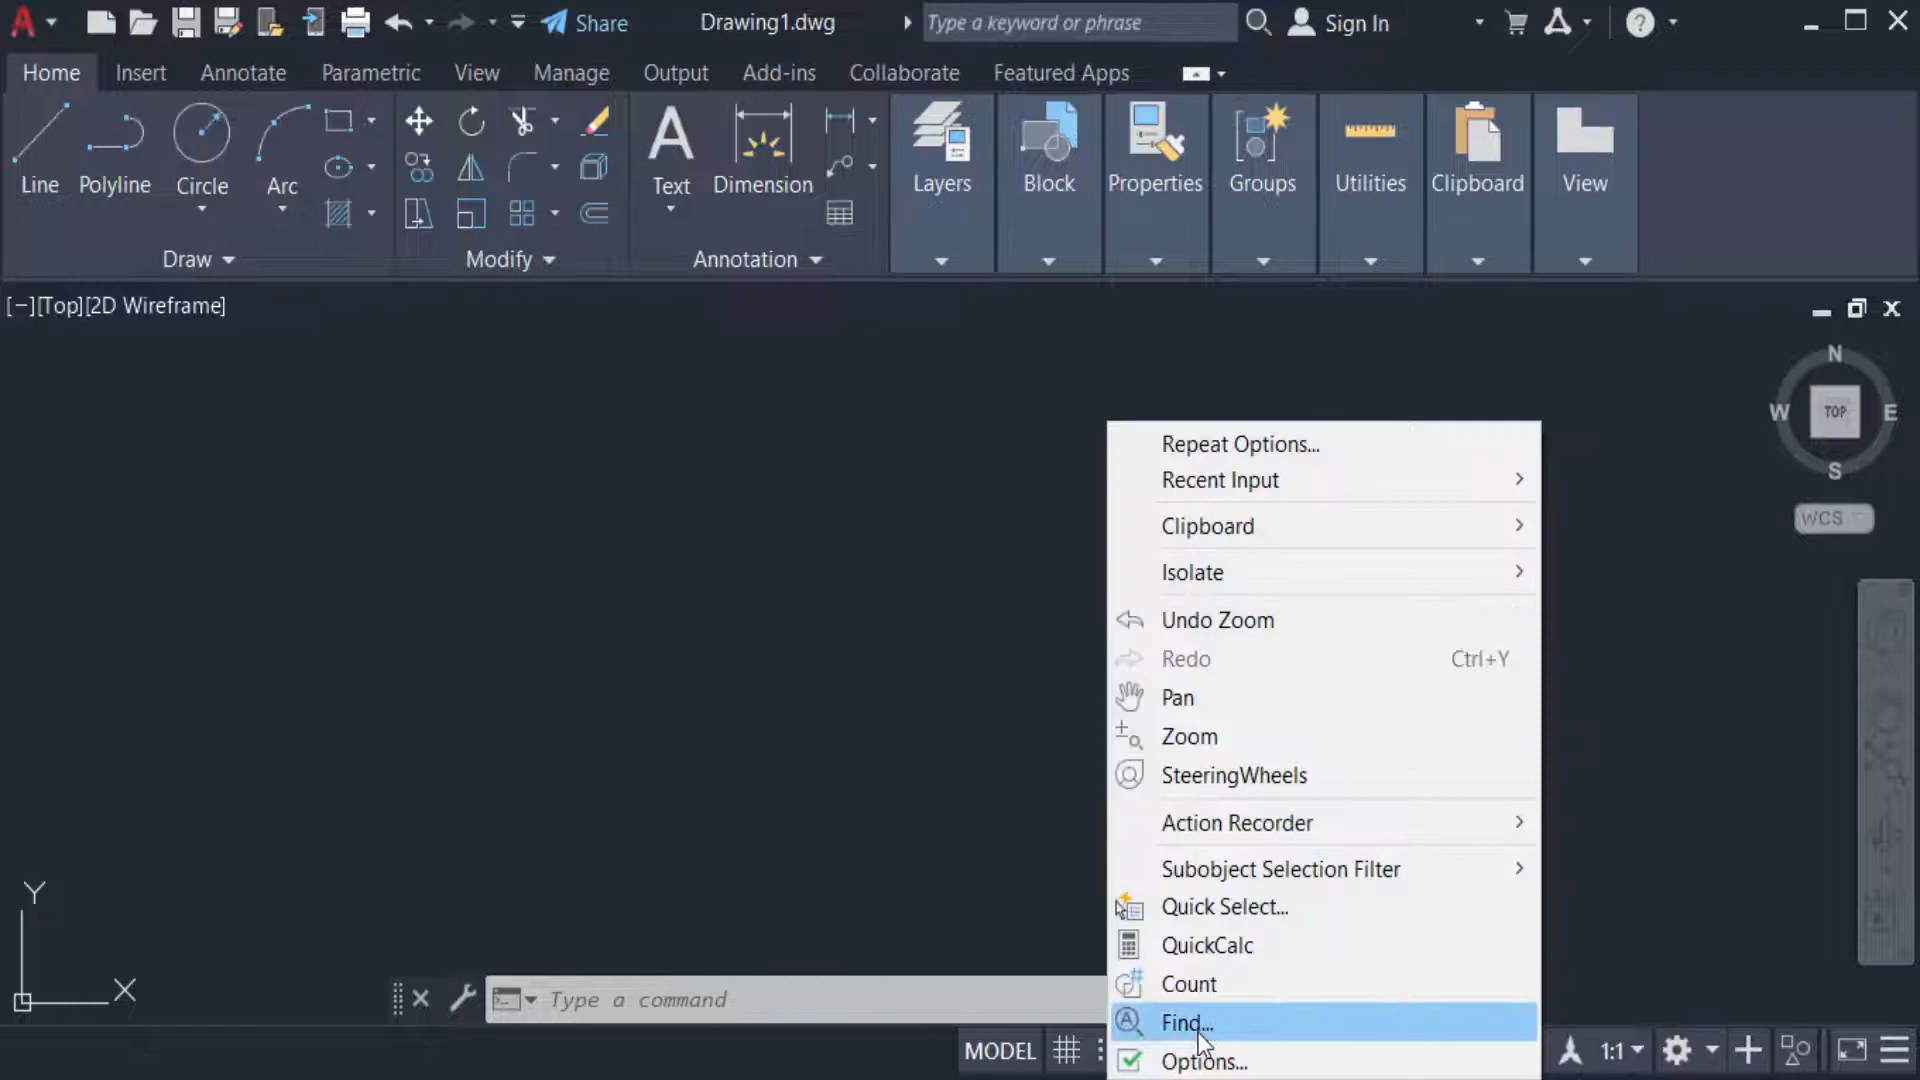 Share
Drawing1.dwg
Type a keyword or phrase
Sign In
Home
Insert
Annotate
Parametric
View
Manage
Output
Add-ins
Collaborate
Featured Apps
Line
Polyline
Circle
Arc
Text
Dimension
Layers
Block
Properties
Groups
Utilities
Clipboard
View
Draw
Modify
Annotation
[−][Top][2D Wireframe]
N
W
TOP
E
S
WCS
Repeat Options...
Recent Input
Clipboard
Isolate
Undo Zoom
Redo Ctrl+Y
Pan
Zoom
SteeringWheels
Action Recorder
Subobject Selection Filter
Quick Select...
QuickCalc
Count
Find...
Options...
Y
X
Type a command
MODEL
1:1